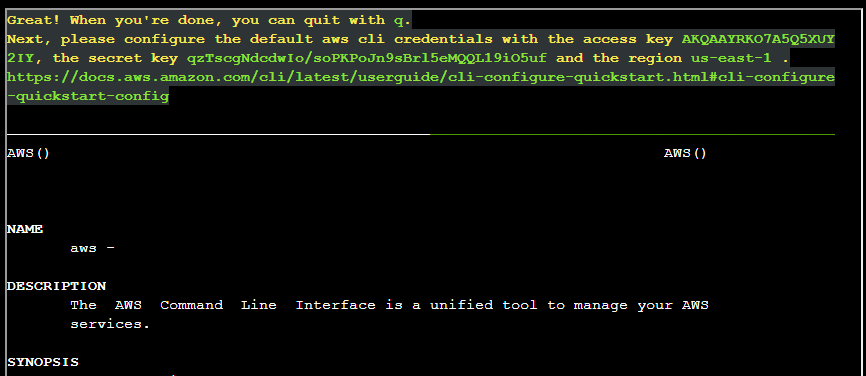 Great! When you're done, you can quit with q.
Next, please configure the default aws cli credentials with the access key AKQAAYRKO7A5Q5XUY
2IY, the secret key qzTscgNdcdwIo/soPKPoJn9sBrl5eMQQL19iO5uf and the region us-east-1 .
https://docs.aws.amazon.com/cli/latest/userguide/cli-configure-quickstart.html#cli-configure
-quickstart-config
AWS() AWS()
NAME
aws -
DESCRIPTION
The AWS Command Line Interface is a unified tool to manage your AWS
services.
SYNOPSIS